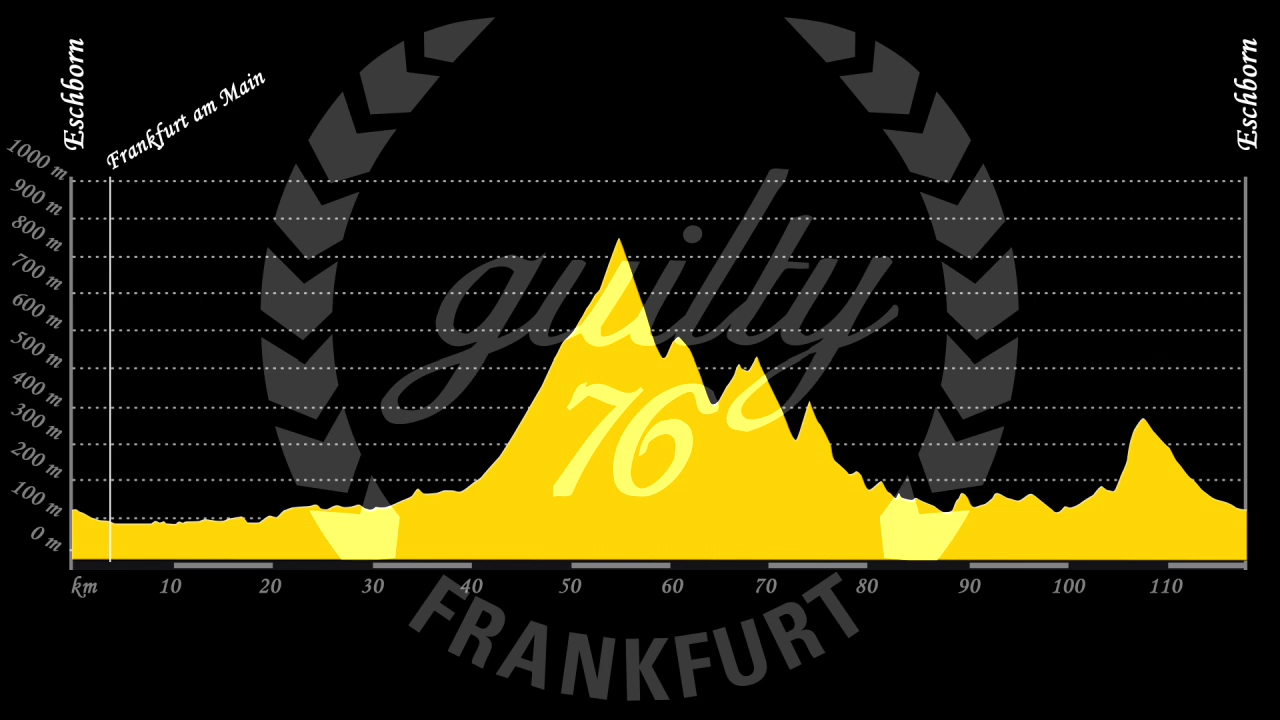 Eschborn
Frankfurt am Main
Eschborn
1000 m
900 m
800 m
700 m
600 m
500 m
400 m
300 m
200 m
100 m
0 m
guilty
76
km 10 20 30 40 50 60 70 80 90 100 110
FRANKFURT